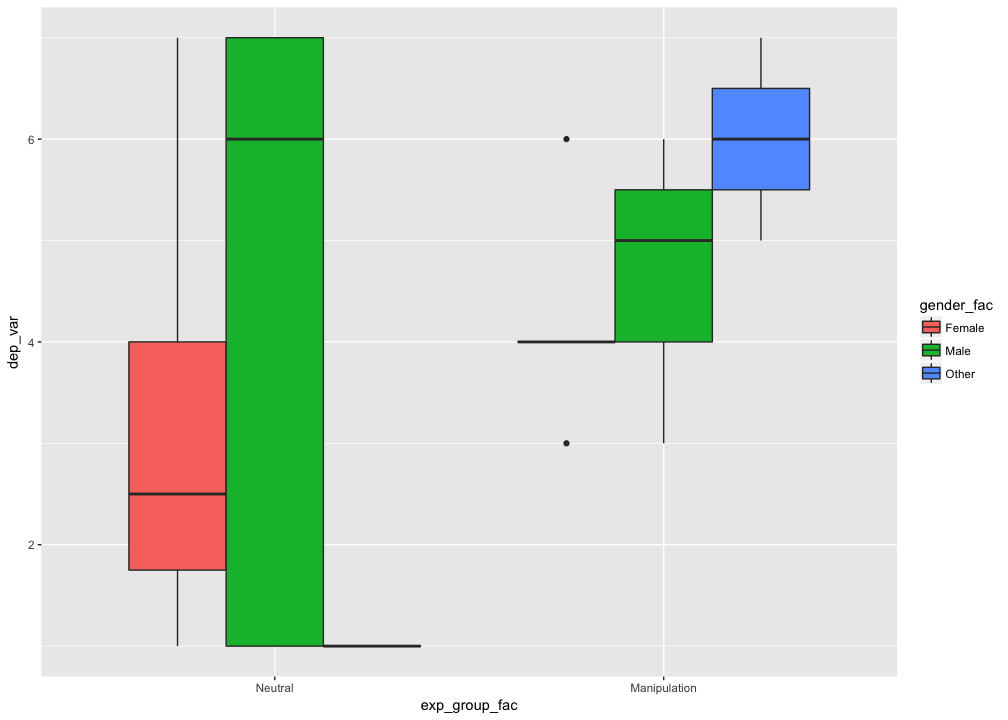 6
4
2
dep_var
Neutral
Manipulation
exp_group_fac
gender_fac
Female
Male
Other